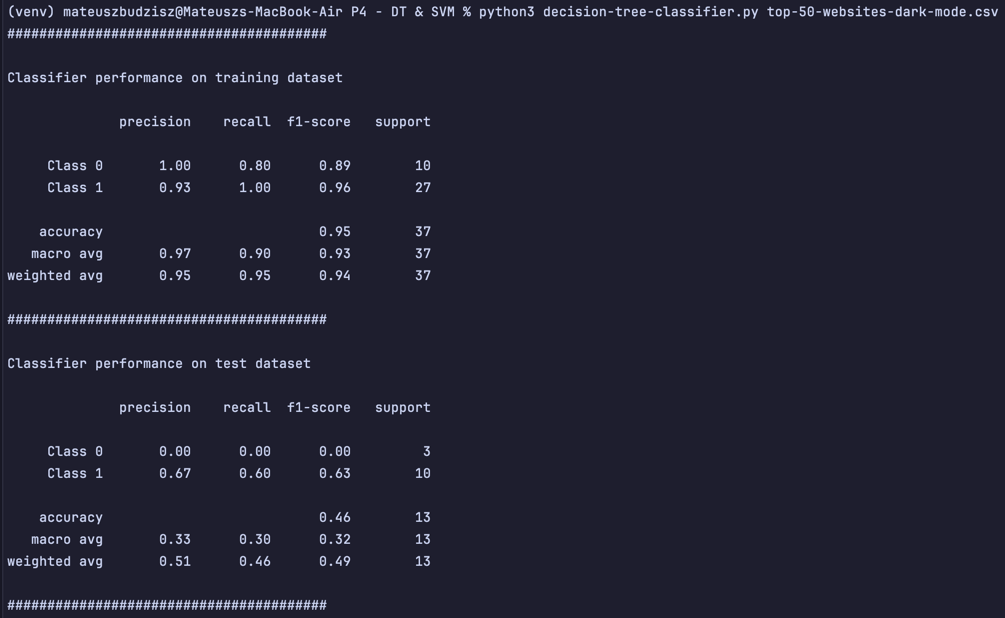 (venv) mateuszbudzisz@Mateuszs-MacBook-Air P4 - DT & SVM % python3 decision-tree-classifier.py top-50-websites-dark-mode.csv
########################################
Classifier performance on training dataset
precision recall f1-score support
Class 0 1.00 0.80 0.89 10
Class 1 0.93 1.00 0.96 27
accuracy 0.95 37
macro avg 0.97 0.90 0.93 37
weighted avg 0.95 0.95 0.94 37
########################################
Classifier performance on test dataset
precision recall f1-score support
Class 0 0.00 0.00 0.00 3
Class 1 0.67 0.60 0.63 10
accuracy 0.46 13
macro avg 0.33 0.30 0.32 13
weighted avg 0.51 0.46 0.49 13
########################################